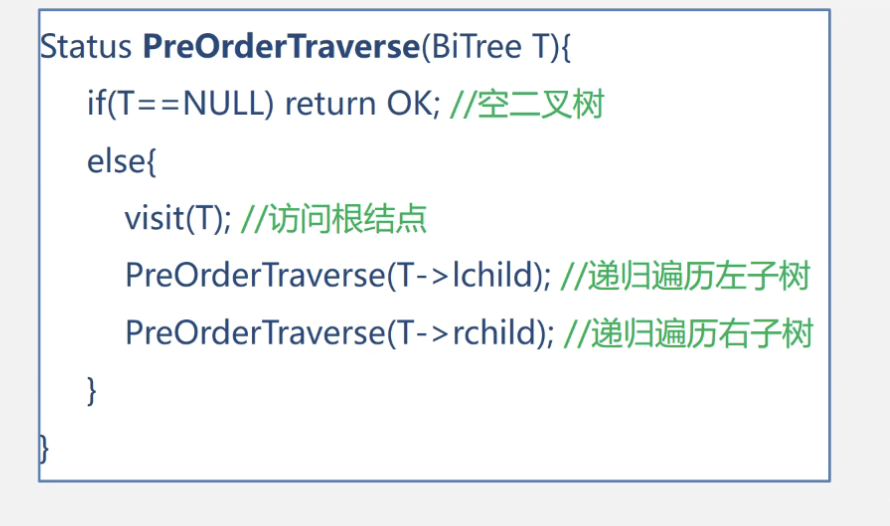 Status PreOrderTraverse(BiTree T){
if(T==NULL) return OK; //空二叉树
else{
visit(T); //访问根结点
PreOrderTraverse(T->lchild); //递归遍历左子树
PreOrderTraverse(T->rchild); //递归遍历右子树
}
}